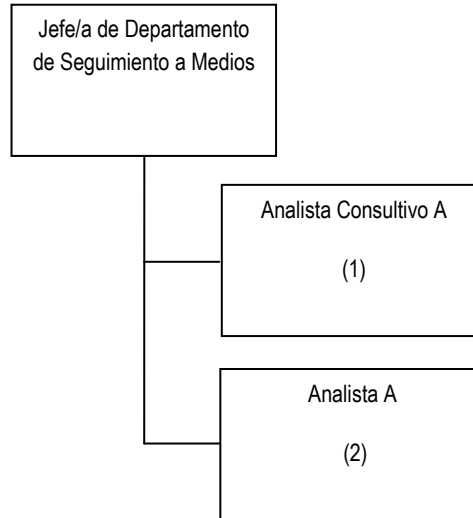 Jefe/a de Departamento
de Seguimiento a Medios
Analista Consultivo A
(1)
Analista A
(2)